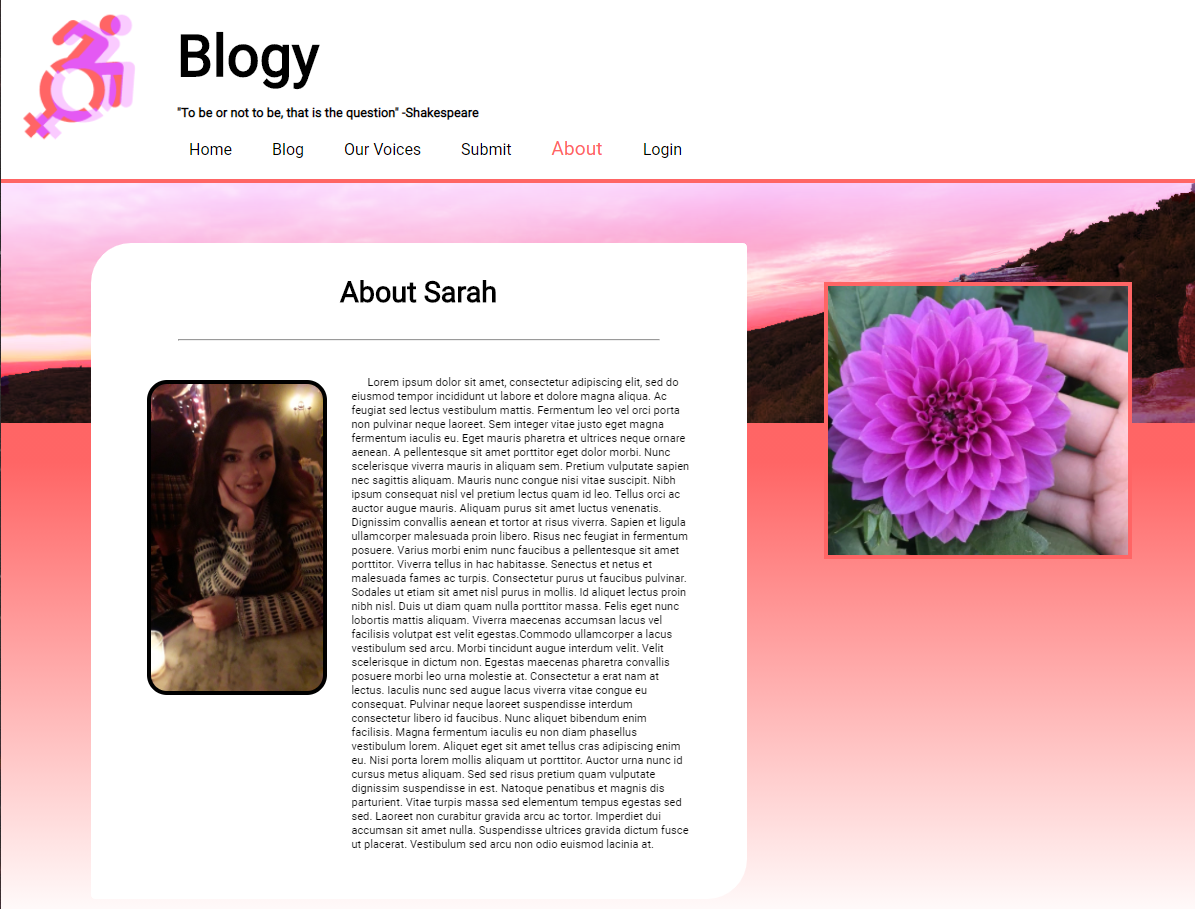 Blogy
"To be or not to be, that is the question" -Shakespeare
Home Blog Our Voices Submit About Login
About Sarah
Lorem ipsum dolor sit amet, consectetur adipiscing elit, sed do
eiusmod tempor incididunt ut labore et dolore magna aliqua. Ac
feugiat sed lectus vestibulum mattis. Fermentum leo vel orci porta
non pulvinar neque laoreet. Sem integer vitae justo eget magna
fermentum iaculis eu. Eget mauris pharetra et ultrices neque ornare
aenean. A pellentesque sit amet porttitor eget dolor morbi. Nunc
scelerisque viverra mauris in aliquam sem. Pretium vulputate sapien
nec sagittis aliquam. Mauris nunc congue nisi vitae suscipit. Nibh
ipsum consequat nisl vel pretium lectus quam id leo. Tellus orci ac
auctor augue mauris. Aliquam purus sit amet luctus venenatis.
Dignissim convallis aenean et tortor at risus viverra. Sapien et ligula
ullamcorper malesuada proin libero. Risus nec feugiat in fermentum
posuere. Varius morbi enim nunc faucibus a pellentesque sit amet
porttitor. Viverra tellus in hac habitasse. Senectus et netus et
malesuada fames ac turpis. Consectetur purus ut faucibus pulvinar.
Sodales ut etiam sit amet nisl purus in mollis. Id aliquet lectus proin
nibh nisl. Duis ut diam quam nulla porttitor massa. Felis eget nunc
lobortis mattis aliquam. Viverra maecenas accumsan lacus vel
facilisis volutpat est velit egestas.Commodo ullamcorper a lacus
vestibulum sed arcu. Morbi tincidunt augue interdum velit. Velit
scelerisque in dictum non. Egestas maecenas pharetra convallis
posuere morbi leo urna molestie at. Consectetur a erat nam at
lectus. Iaculis nunc sed augue lacus viverra vitae congue eu
consequat. Pulvinar neque laoreet suspendisse interdum
consectetur libero id faucibus. Nunc aliquet bibendum enim
facilisis. Magna fermentum iaculis eu non diam phasellus
vestibulum lorem. Aliquet eget sit amet tellus cras adipiscing enim
eu. Nisi porta lorem mollis aliquam ut porttitor. Auctor urna nunc id
cursus metus aliquam. Sed sed risus pretium quam vulputate
dignissim suspendisse in est. Natoque penatibus et magnis dis
parturient. Vitae turpis massa sed elementum tempus egestas sed
sed. Laoreet non curabitur gravida arcu ac tortor. Imperdiet dui
accumsan sit amet nulla. Suspendisse ultrices gravida dictum fusce
ut placerat. Vestibulum sed arcu non odio euismod lacinia at.